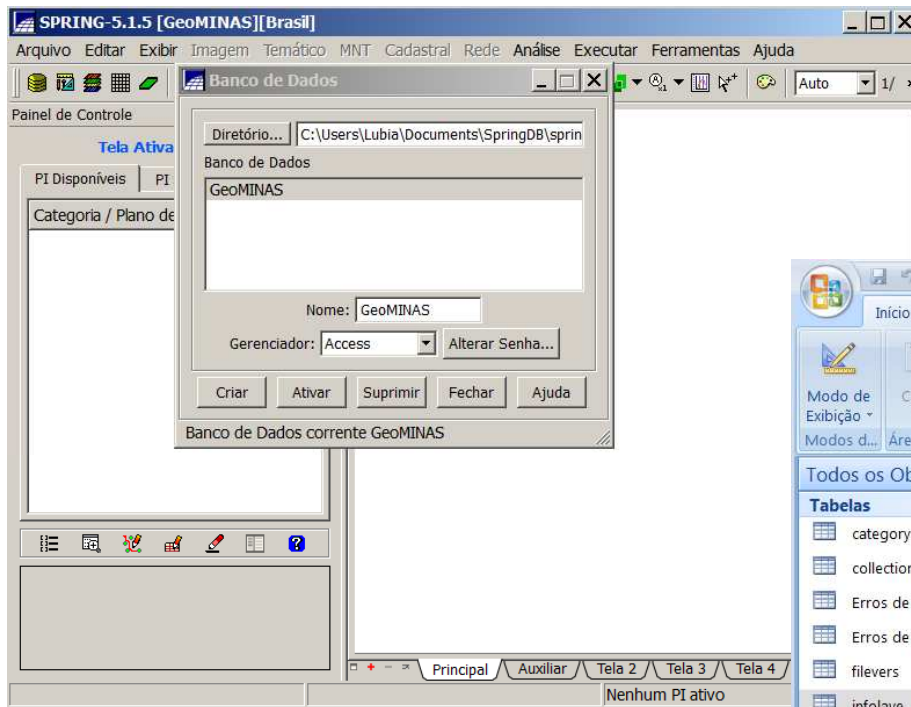 SPRING-5.1.5 [GeoMINAS][Brasil]
Arquivo Editar Exibir Imagem Temático MNT Cadastral Rede Análise Executar Ferramentas Ajuda
Auto 1/
Painel de Controle
Tela Ativa
PI Disponíveis PI
Categoria / Plano de
Banco de Dados
Diretório... C:\Users\Lubia\Documents\SpringDB\sprin
Banco de Dados
GeoMINAS
Nome: GeoMINAS
Gerenciador: Access Alterar Senha...
Criar Ativar Suprimir Fechar Ajuda
Banco de Dados corrente GeoMINAS
Principal Auxiliar Tela 2 Tela 3 Tela 4
Nenhum PI ativo
Início
Modo de
Exibição
Modos d... Áre
Todos os Ob
Tabelas
category
collection
Erros de
Erros de
filevers
infolaye